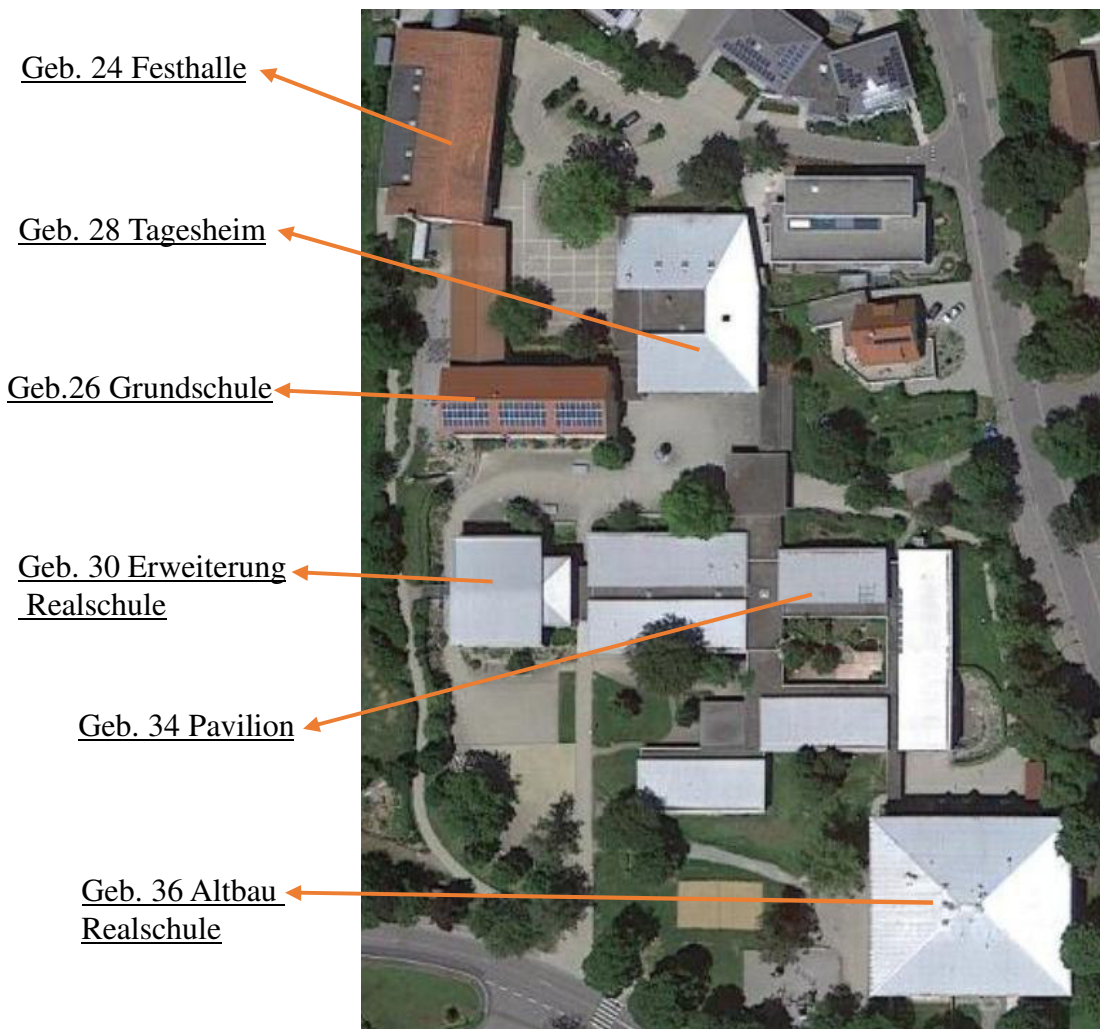 Geb. 24 Festhalle
Geb. 28 Tagesheim
Geb.26 Grundschule
Geb. 30 Erweiterung
Realschule
Geb. 34 Pavilion
Geb. 36 Altbau
Realschule